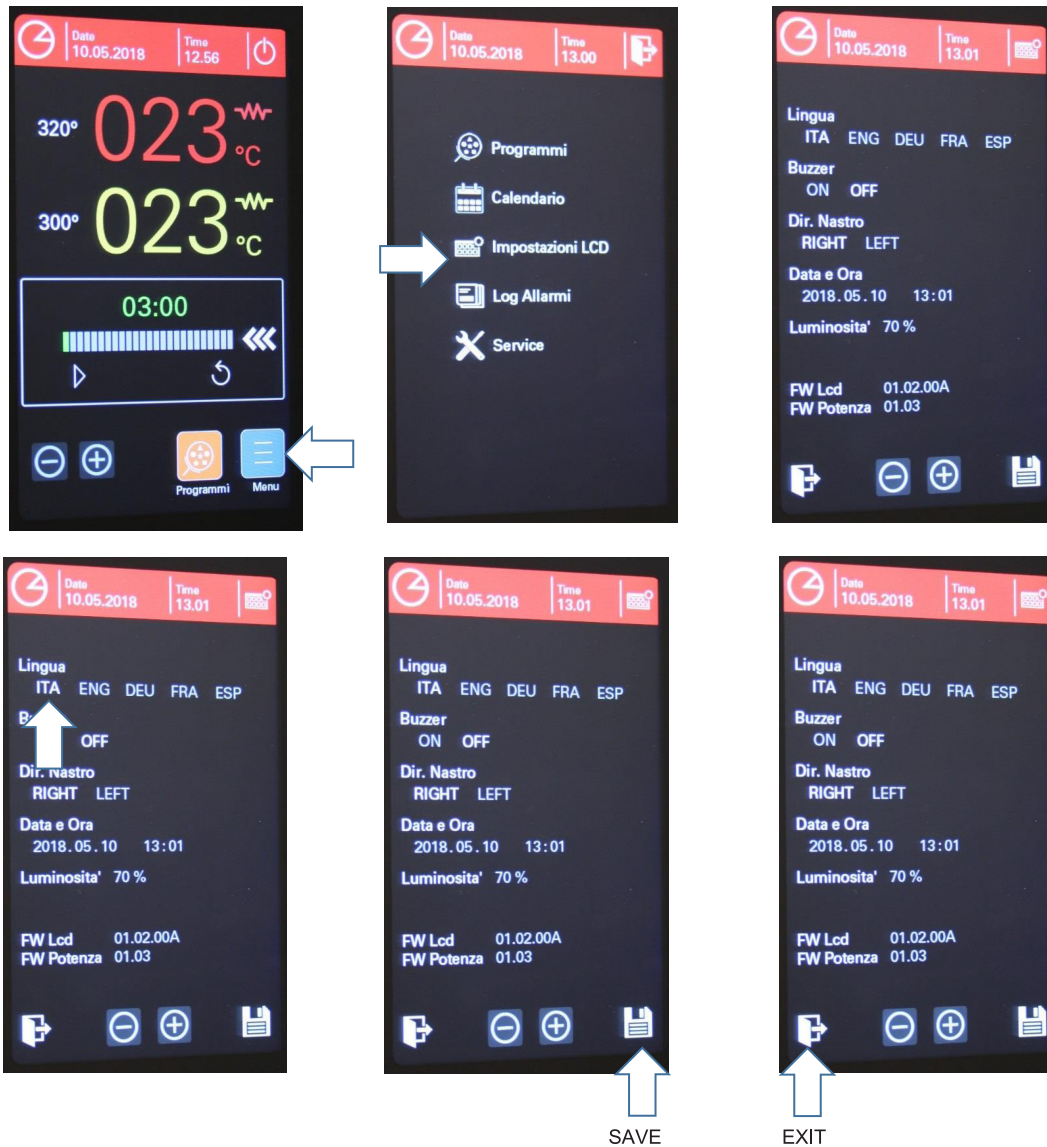 Date Time
10.05.2018 12.56
320° 023 °C
300° 023 °C
03:00
Programmi Menu
Date Time
10.05.2018 13.00
Programmi
Calendario
Impostazioni LCD
Log Allarmi
Service
Date Time
10.05.2018 13.01
Lingua
ITA ENG DEU FRA ESP
Buzzer
ON OFF
Dir. Nastro
RIGHT LEFT
Data e Ora
2018.05.10 13:01
Luminosita' 70 %
FW Lcd 01.02.00A
FW Potenza 01.03
Date Time
10.05.2018 13.01
Lingua
ITA ENG DEU FRA ESP
OFF
Dir. Nastro
RIGHT LEFT
Data e Ora
2018.05.10 13:01
Luminosita' 70 %
FW Lcd 01.02.00A
FW Potenza 01.03
Date Time
10.05.2018 13.01
Lingua
ITA ENG DEU FRA ESP
Buzzer
ON OFF
Dir. Nastro
RIGHT LEFT
Data e Ora
2018.05.10 13:01
Luminosita' 70 %
FW Lcd 01.02.00A
FW Potenza 01.03
SAVE
Date Time
10.05.2018 13.01
Lingua
ITA ENG DEU FRA ESP
Buzzer
ON OFF
Dir. Nastro
RIGHT LEFT
Data e Ora
2018.05.10 13:01
Luminosita' 70 %
FW Lcd 01.02.00A
FW Potenza 01.03
EXIT